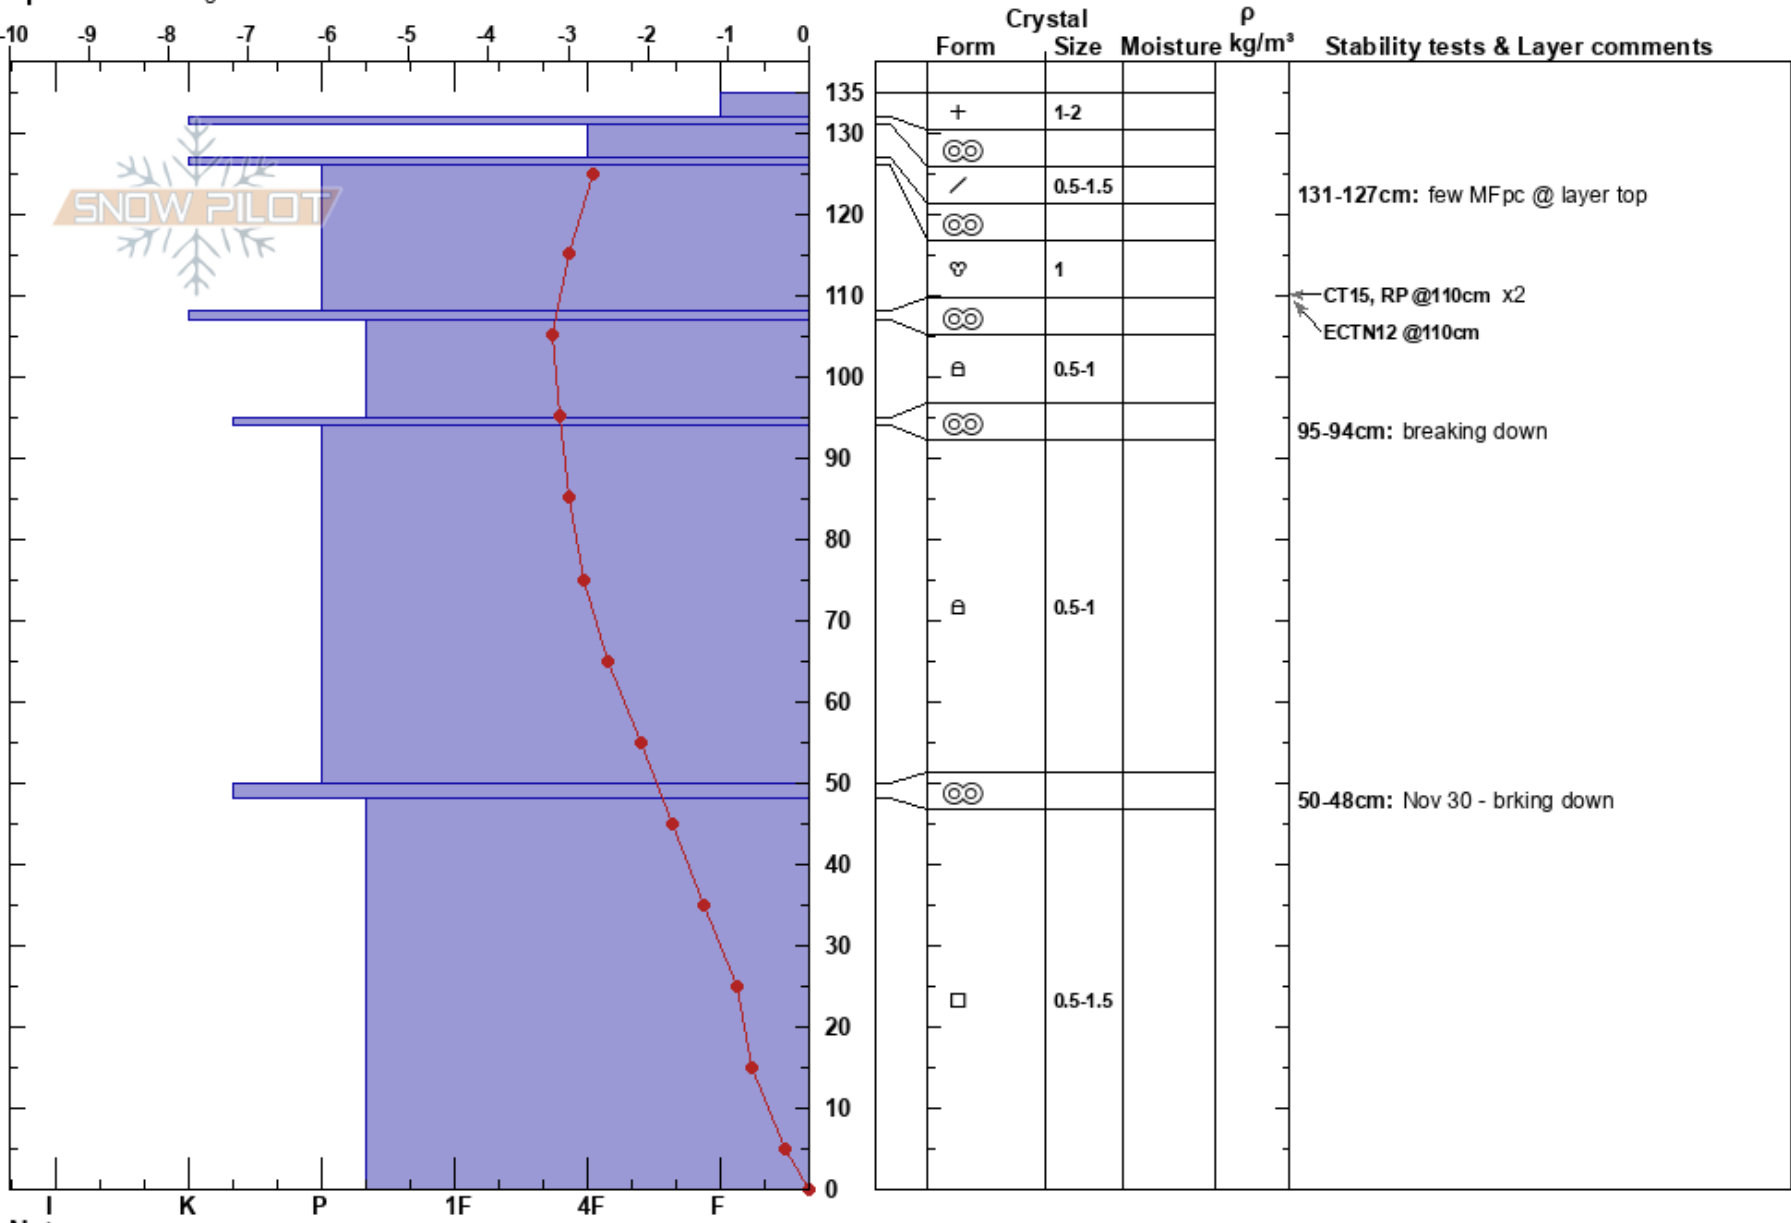 Crystal ρ
-10 -9 -8 -7 -6 -5 -4 -3 -2 -1 0 Form Size Moisture kg/m³ Stability tests & Layer comments
135
+ 1-2
130
/ 0.5-1.5
131-127cm: few MFpc @ layer top
SNOW PILOT
120
1
110
CT15, RP @110cm x2
ECTN12 @110cm
100
0.5-1
95-94cm: breaking down
90
80
0.5-1
70
60
50
50-48cm: Nov 30 - brking down
40
30
0.5-1.5
20
10
0
I K P 1F 4F F